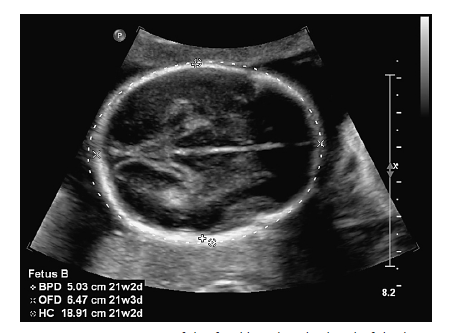 P
x
8.2
Fetus B
BPD 5.03 cm 21w2d
OFD 6.47 cm 21w3d
HC 18.91 cm 21w2d